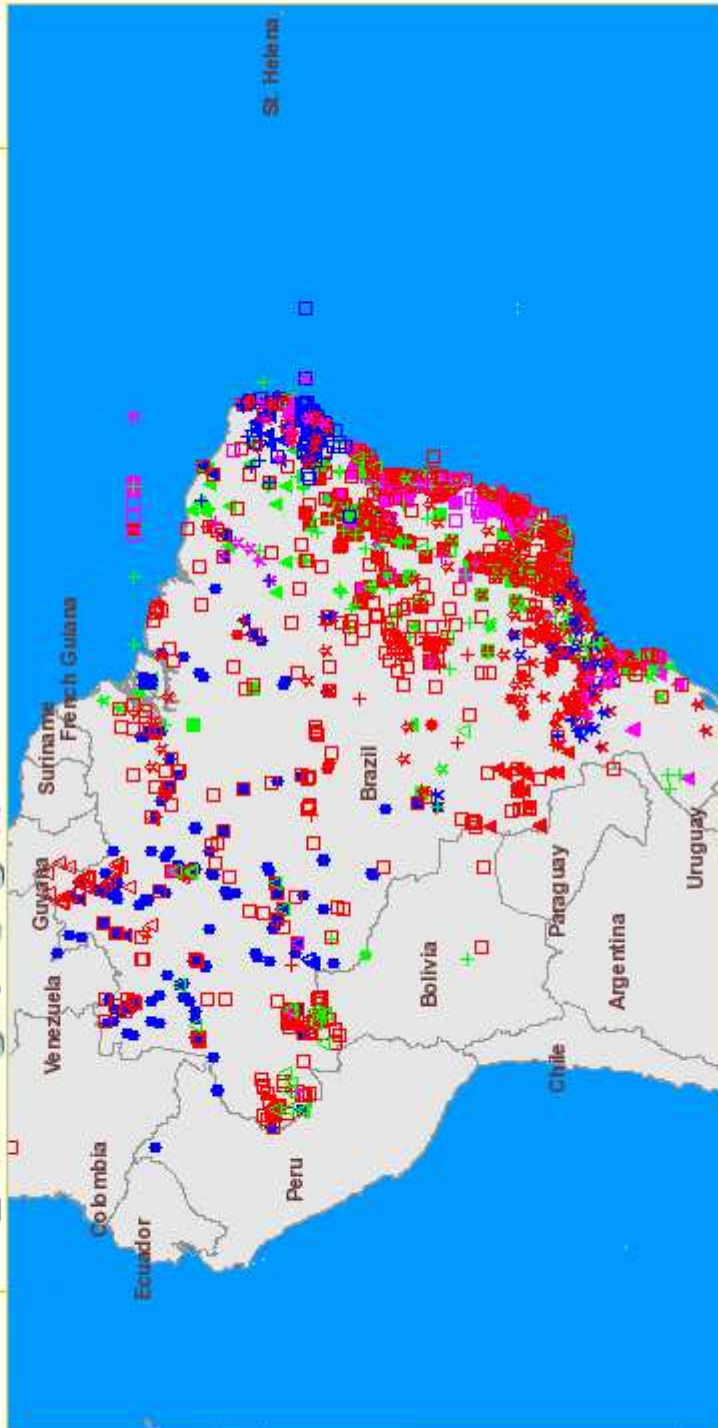 St. Helena
French Guiana
Suriname
Guyana
Venezuela
Colombia
Ecuador
Peru
Brazil
Bolivia
Paraguay
Uruguay
Argentina
Chile